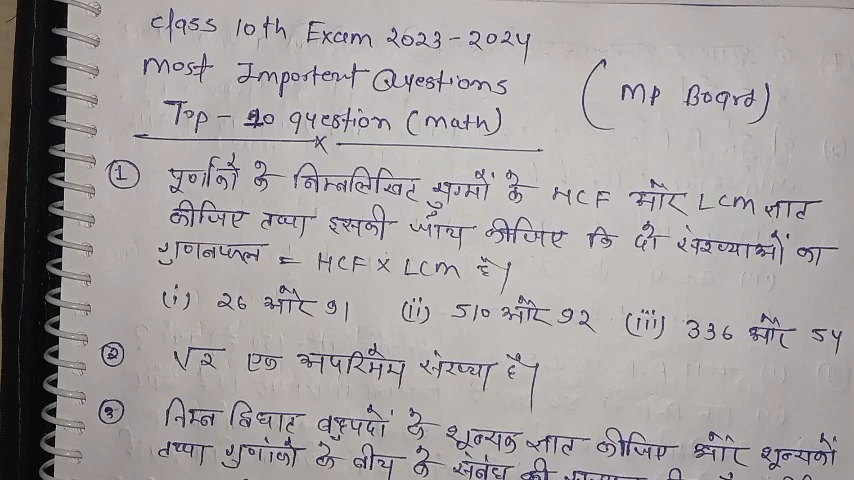 class 10th Exam 2023-2024
most Importent Questions
(MP Board)
Top - 20 question (math)
① पूर्णांकों के निम्नलिखित युग्मों के HCF और LCM ज्ञात
कीजिए तथा इसकी जाँच कीजिए कि दो संख्याओं का
गुणनफल = HCF X LCM है।
(i) 26 और 91 (ii) 510 और 92 (iii) 336 और 54
② √2 एक अपरिमेय संख्या है।
③ निम्न द्विघात बहुपदों के शून्यक ज्ञात कीजिए और शून्यकों
तथा गुणांकों के बीच के संबंध की